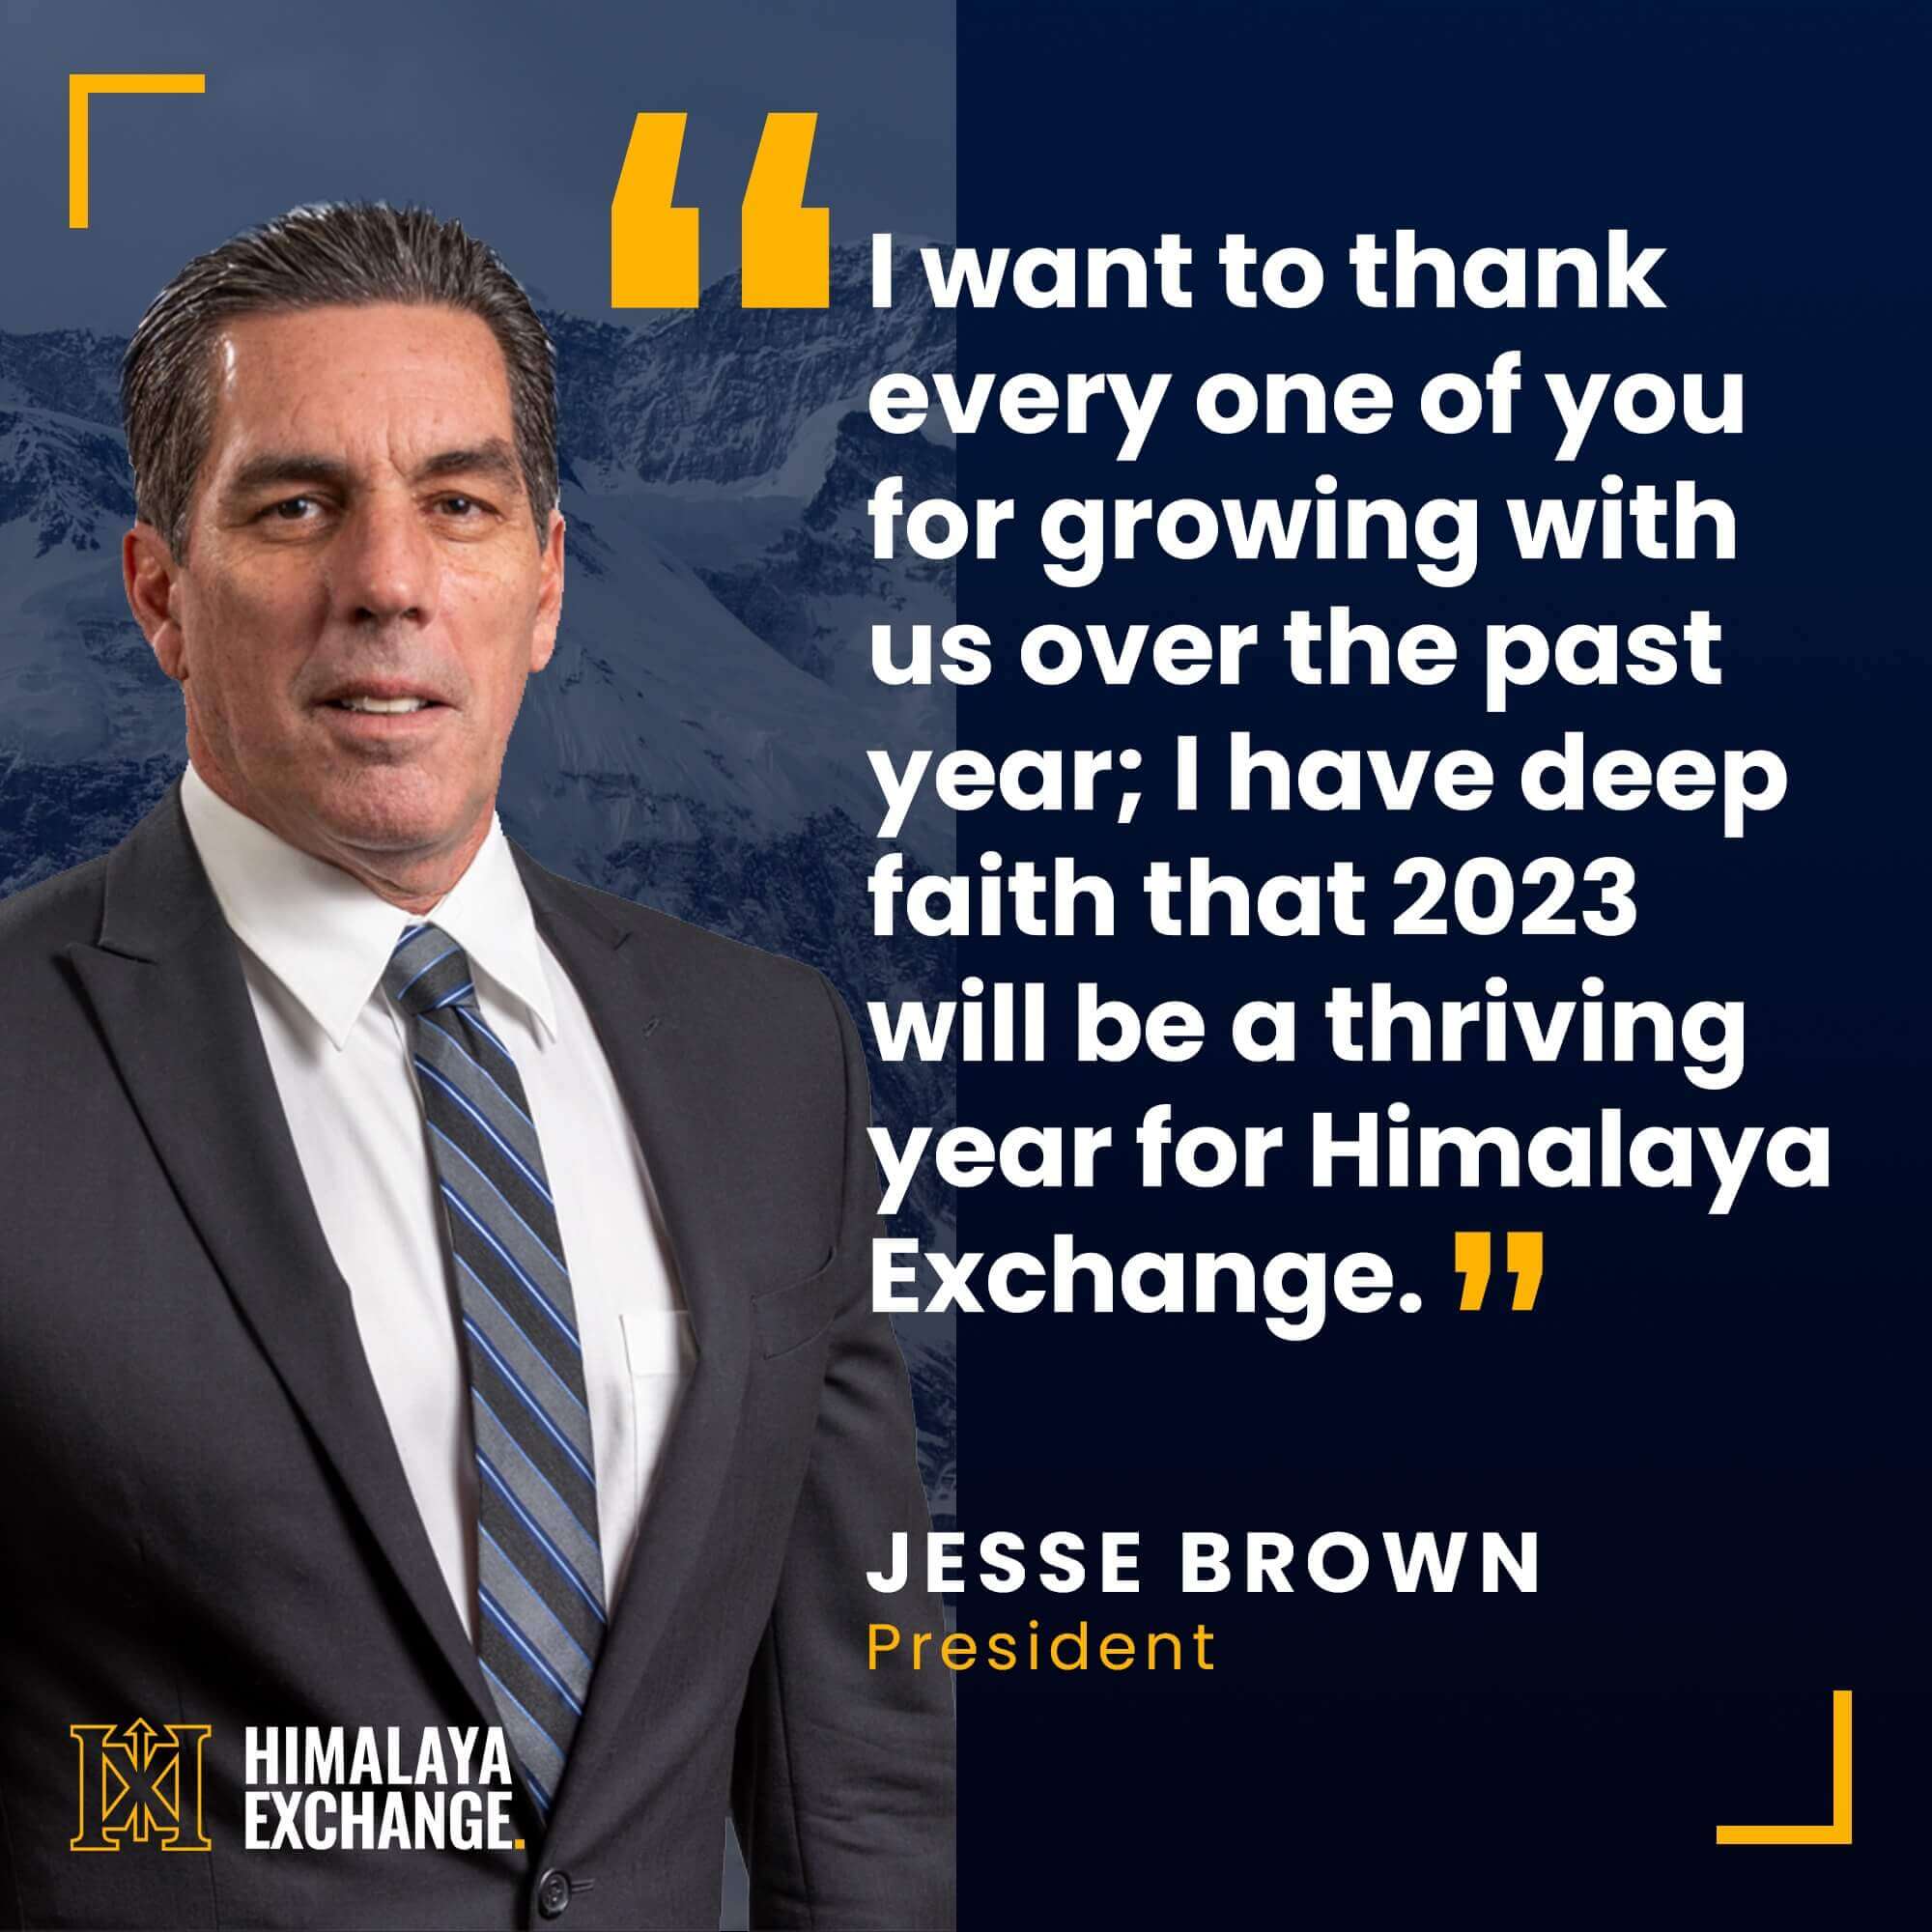 “ I want to thank
every one of you
for growing with
us over the past
year; I have deep
faith that 2023
will be a thriving
year for Himalaya
Exchange. ”
JESSE BROWN
President
HIMALAYA
EXCHANGE.